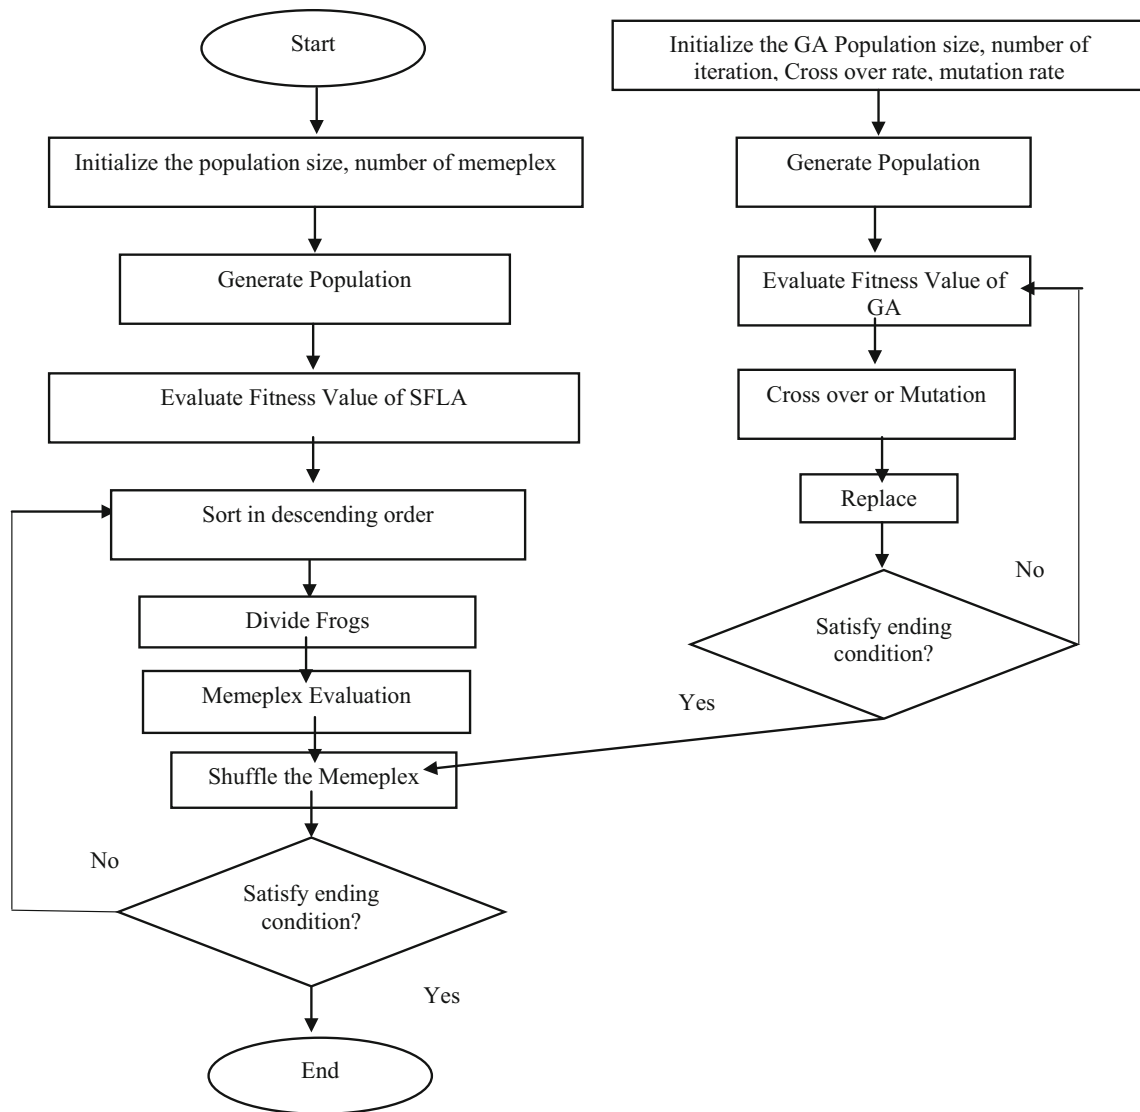 Start
Initialize the population size, number of memeplex
Generate Population
Evaluate Fitness Value of SFLA
Sort in descending order
Divide Frogs
Memeplex Evaluation
Shuffle the Memeplex
No
Satisfy ending
condition?
Yes
End
Initialize the GA Population size, number of
iteration, Cross over rate, mutation rate
Generate Population
Evaluate Fitness Value of
GA
Cross over or Mutation
Replace
No
Satisfy ending
condition?
Yes